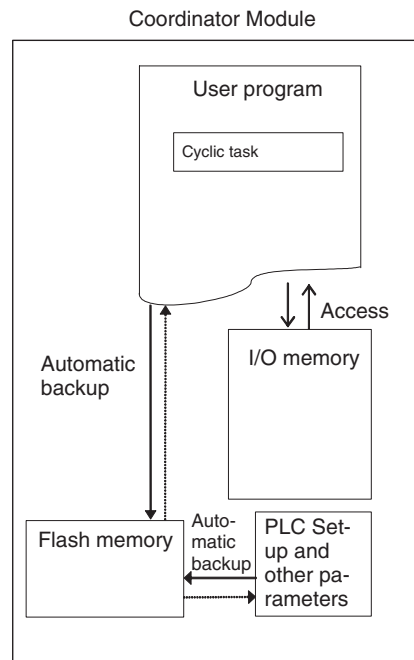 Coordinator Module
User program
Cyclic task
Access
I/O memory
Automatic
backup
Flash memory
Auto-
matic
backup
PLC Set-
up and
other pa-
rameters